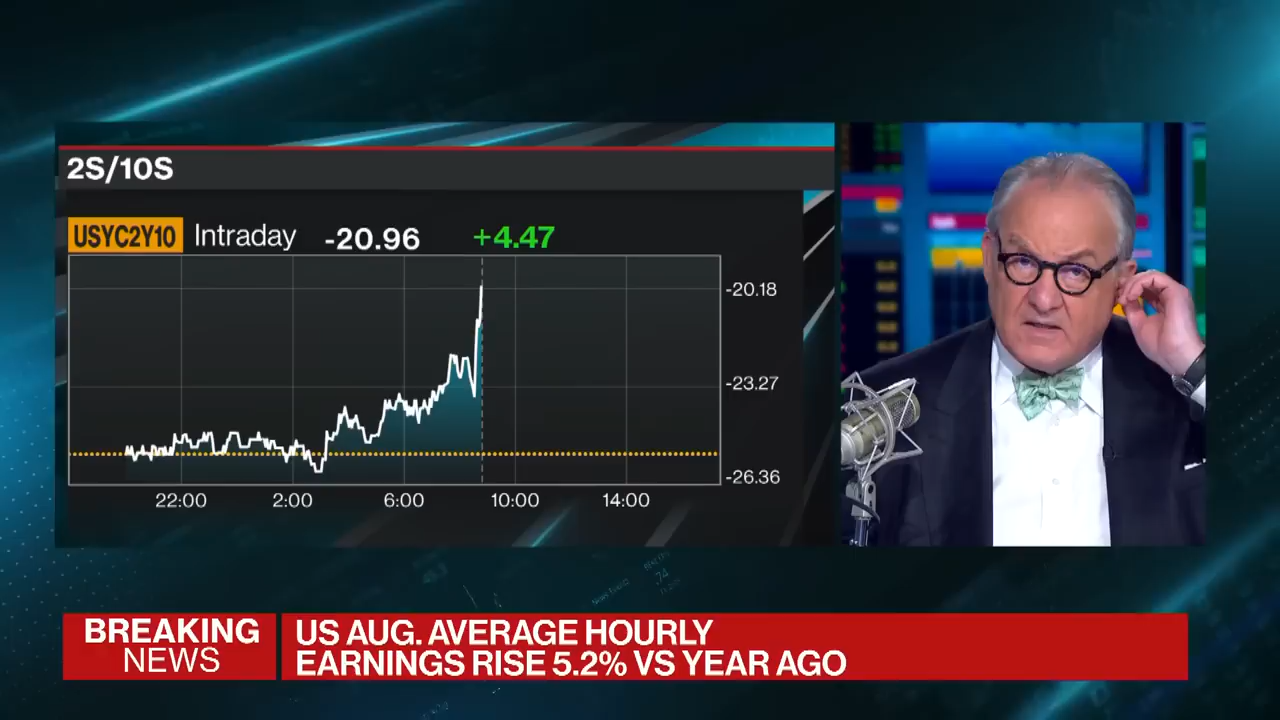 2S/10S
USYC2Y10 Intraday -20.96 +4.47
-20.18
-23.27
-26.36
22:00 2:00 6:00 10:00 14:00
BREAKING NEWS
US AUG. AVERAGE HOURLY
EARNINGS RISE 5.2% VS YEAR AGO